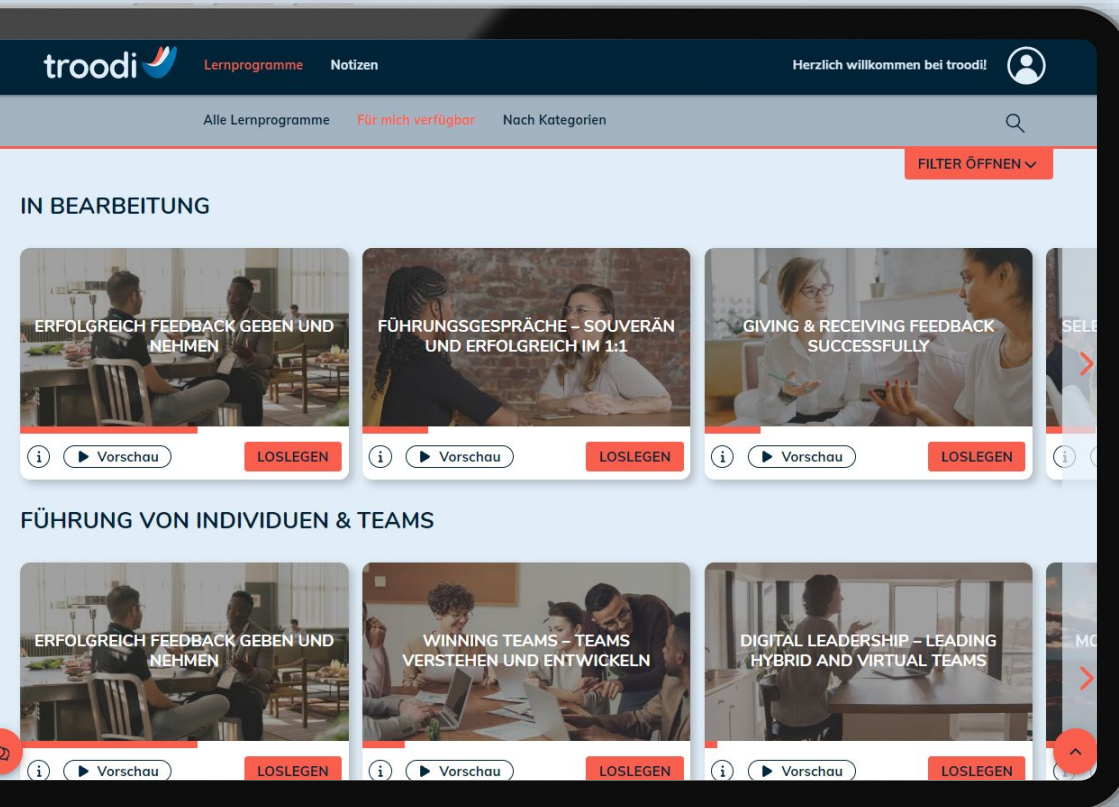 troodi
Lernprogramme
Notizen
Herzlich willkommen bei troodi!
Alle Lernprogramme
Für mich verfügbar
Nach Kategorien
FILTER ÖFFNEN
IN BEARBEITUNG
ERFOLGREICH FEEDBACK GEBEN UND
NEHMEN
i
Vorschau
LOSLEGEN
FÜHRUNGSGESPRÄCHE – SOUVERÄN
UND ERFOLGREICH IM 1:1
i
Vorschau
LOSLEGEN
GIVING & RECEIVING FEEDBACK
SUCCESSFULLY
i
Vorschau
LOSLEGEN
SELE
i
FÜHRUNG VON INDIVIDUEN & TEAMS
ERFOLGREICH FEEDBACK GEBEN UND
NEHMEN
i
Vorschau
LOSLEGEN
WINNING TEAMS – TEAMS
VERSTEHEN UND ENTWICKELN
i
Vorschau
LOSLEGEN
DIGITAL LEADERSHIP – LEADING
HYBRID AND VIRTUAL TEAMS
i
Vorschau
LOSLEGEN
MO